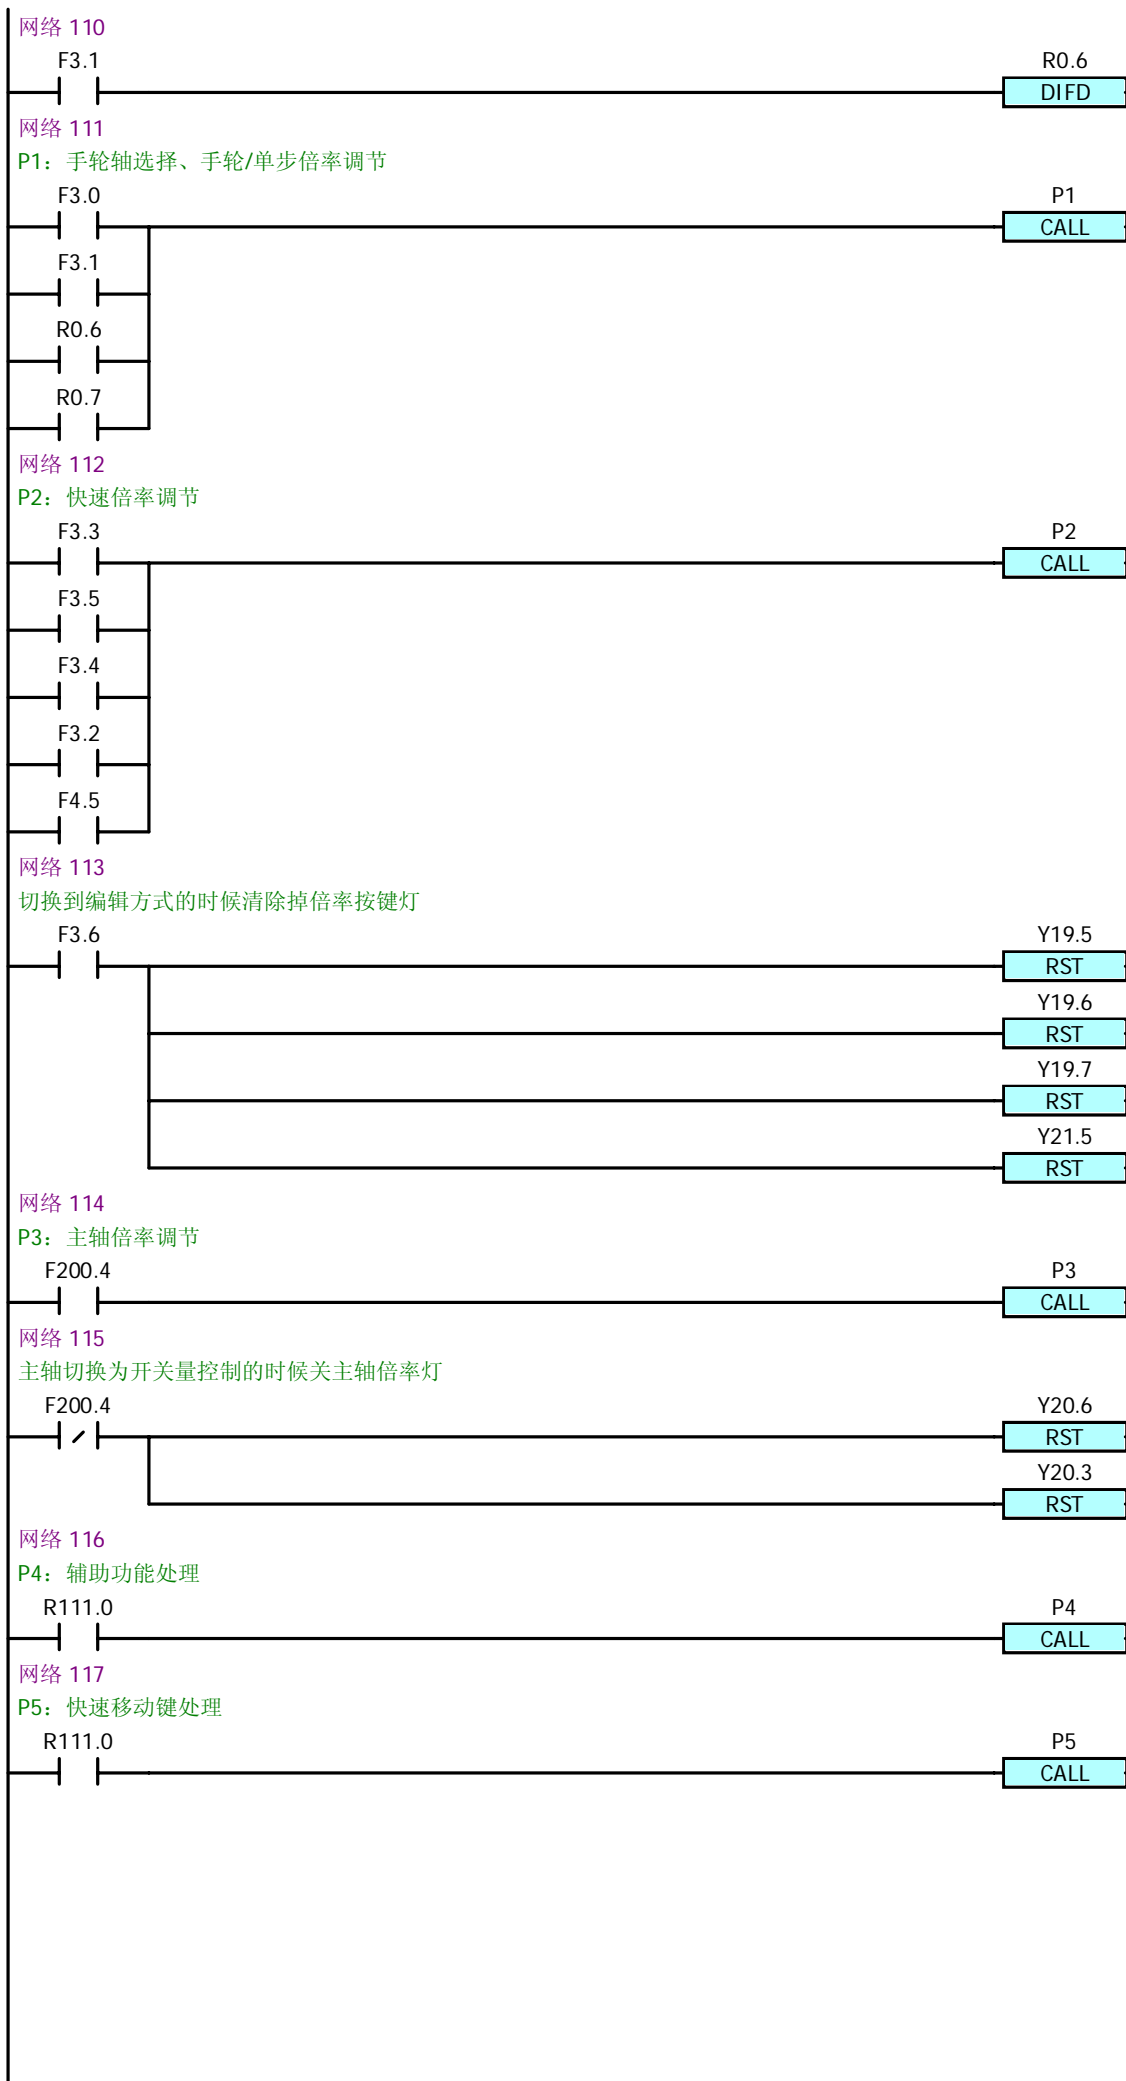 网络 110
F3.1 R0.6
DIFD
网络 111
P1：手轮轴选择、手轮/单步倍率调节
F3.0 P1
CALL
F3.1
R0.6
R0.7
网络 112
P2：快速倍率调节
F3.3 P2
CALL
F3.5
F3.4
F3.2
F4.5
网络 113
切换到编辑方式的时候清除掉倍率按键灯
F3.6 Y19.5
RST
Y19.6
RST
Y19.7
RST
Y21.5
RST
网络 114
P3：主轴倍率调节
F200.4 P3
CALL
网络 115
主轴切换为开关量控制的时候关主轴倍率灯
F200.4 Y20.6
RST
Y20.3
RST
网络 116
P4：辅助功能处理
R111.0 P4
CALL
网络 117
P5：快速移动键处理
R111.0 P5
CALL